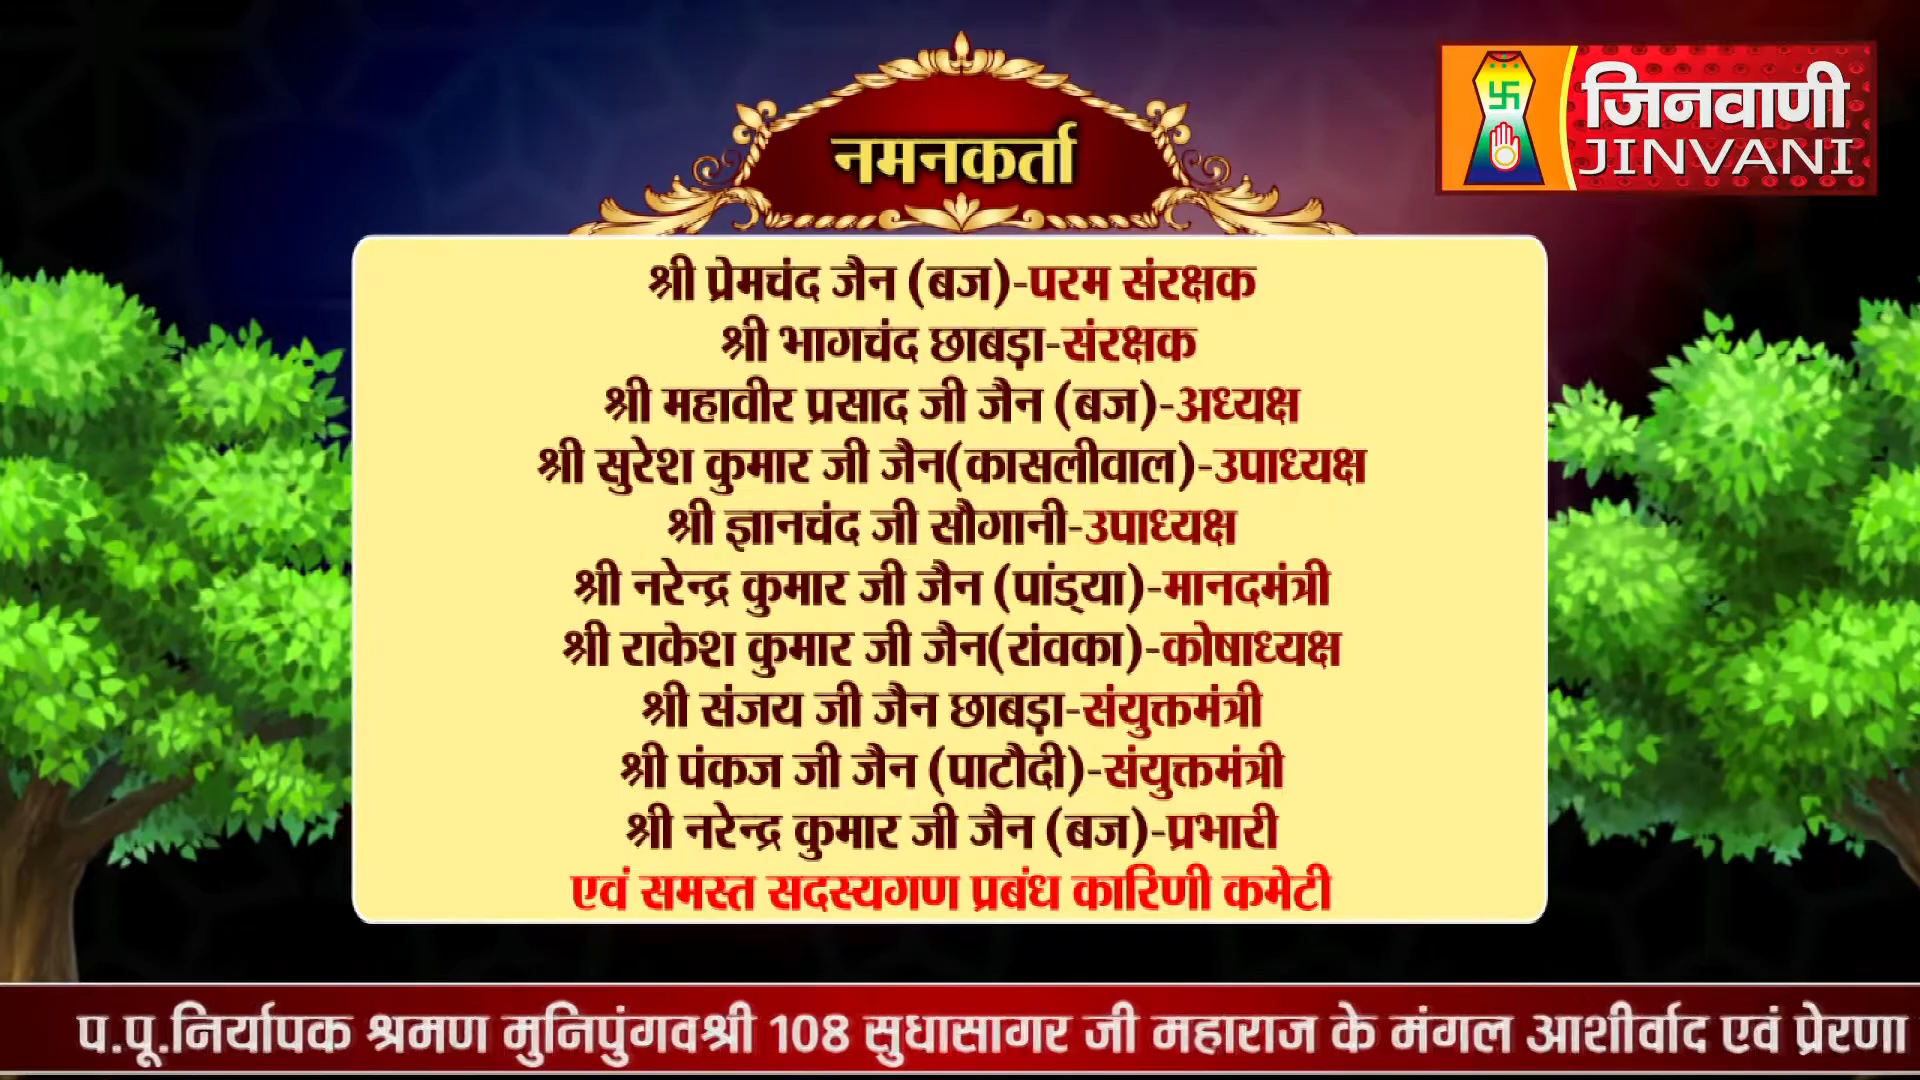 नमनकर्ता
जिनवाणी
JINVANI
श्री प्रेमचंद जैन (बज)-परम संरक्षक
श्री भागचंद छाबड़ा-संरक्षक
श्री महावीर प्रसाद जी जैन (बज)-अध्यक्ष
श्री सुरेश कुमार जी जैन(कासलीवाल)-उपाध्यक्ष
श्री ज्ञानचंद जी सौगानी-उपाध्यक्ष
श्री नरेन्द्र कुमार जी जैन (पांड्या)-मानदमंत्री
श्री राकेश कुमार जी जैन(रांवका)-कोषाध्यक्ष
श्री संजय जी जैन छाबड़ा-संयुक्तमंत्री
श्री पंकज जी जैन (पाटौदी)-संयुक्तमंत्री
श्री नरेन्द्र कुमार जी जैन (बज)-प्रभारी
एवं समस्त सदस्यगण प्रबंध कारिणी कमेटी
प.पू.निर्यापक श्रमण मुनिपुंगवश्री 108 सुधासागर जी महाराज के मंगल आशीर्वाद एवं प्रेरणा